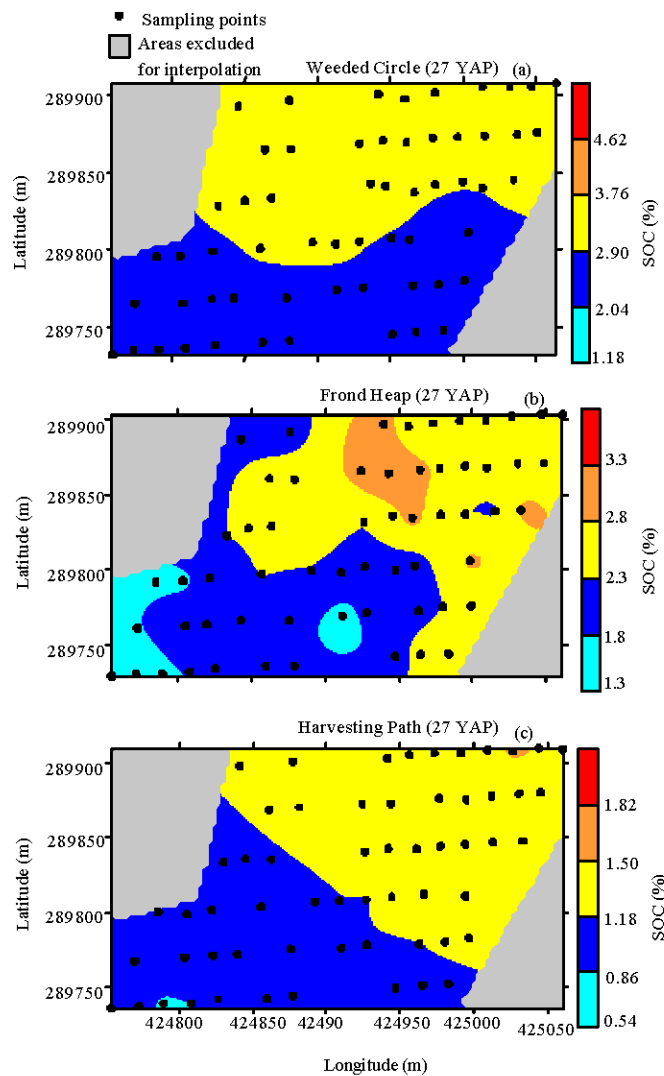 Sampling points
Areas excluded
for interpolation
Weeded Circle (27 YAP)
(a)
289900
289850
289800
289750
Latitude (m)
4.62
3.76
2.90
2.04
1.18
SOC (%)
Frond Heap (27 YAP)
(b)
289900
289850
289800
289750
Latitude (m)
3.3
2.8
2.3
1.8
1.3
SOC (%)
Harvesting Path (27 YAP)
(c)
289900
289850
289800
289750
Latitude (m)
1.82
1.50
1.18
0.86
0.54
SOC (%)
424800
424850
424490
424950
425000
425050
Longitude (m)